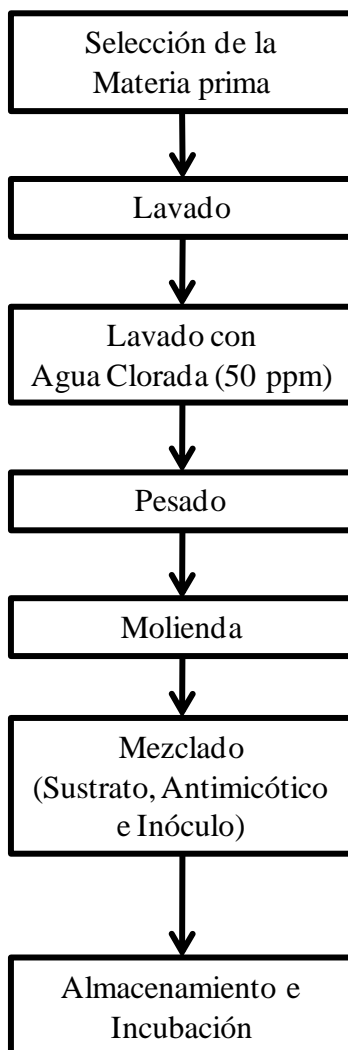 Selección de la
Materia prima
Lavado
Lavado con
Agua Clorada (50 ppm)
Pesado
Molienda
Mezclado
(Sustrato, Antimicótico
e Inóculo)
Almacenamiento e
Incubación